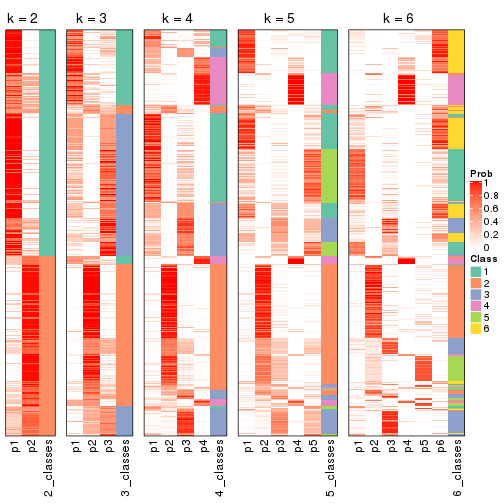 k = 2
k = 3
k = 4
k = 5
k = 6
Prob
1
0.8
0.6
0.4
0.2
0
Class
1
2
3
4
5
6
p1
p2
2_classes
p1
p2
p3
3_classes
p1
p2
p3
p4
4_classes
p1
p2
p3
p4
p5
5_classes
p1
p2
p3
p4
p5
p6
6_classes